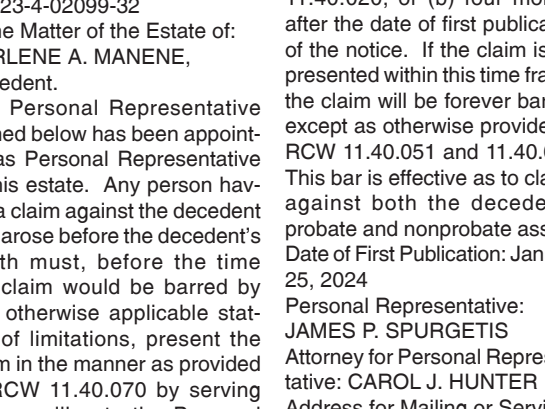 23-4-02099-32
he Matter of the Estate of:
RLENE A. MANENE,
edent.
Personal Representative
ned below has been appoint-
as Personal Representative
his estate. Any person hav-
a claim against the decedent
arose before the decedent's
th must, before the time
claim would be barred by
otherwise applicable stat-
of limitations, present the
m in the manner as provided
RCW 11.40.070 by serving
11.40.020, or (b) four mo
after the date of first publica
of the notice. If the claim is
presented within this time fra
the claim will be forever bar
except as otherwise provide
RCW 11.40.051 and 11.40.0
This bar is effective as to cla
against both the decede
probate and nonprobate ass
Date of First Publication: Jan
25, 2024
Personal Representative:
JAMES P. SPURGETIS
Attorney for Personal Repres
tative: CAROL J. HUNTER
Address for Mailing or Servi